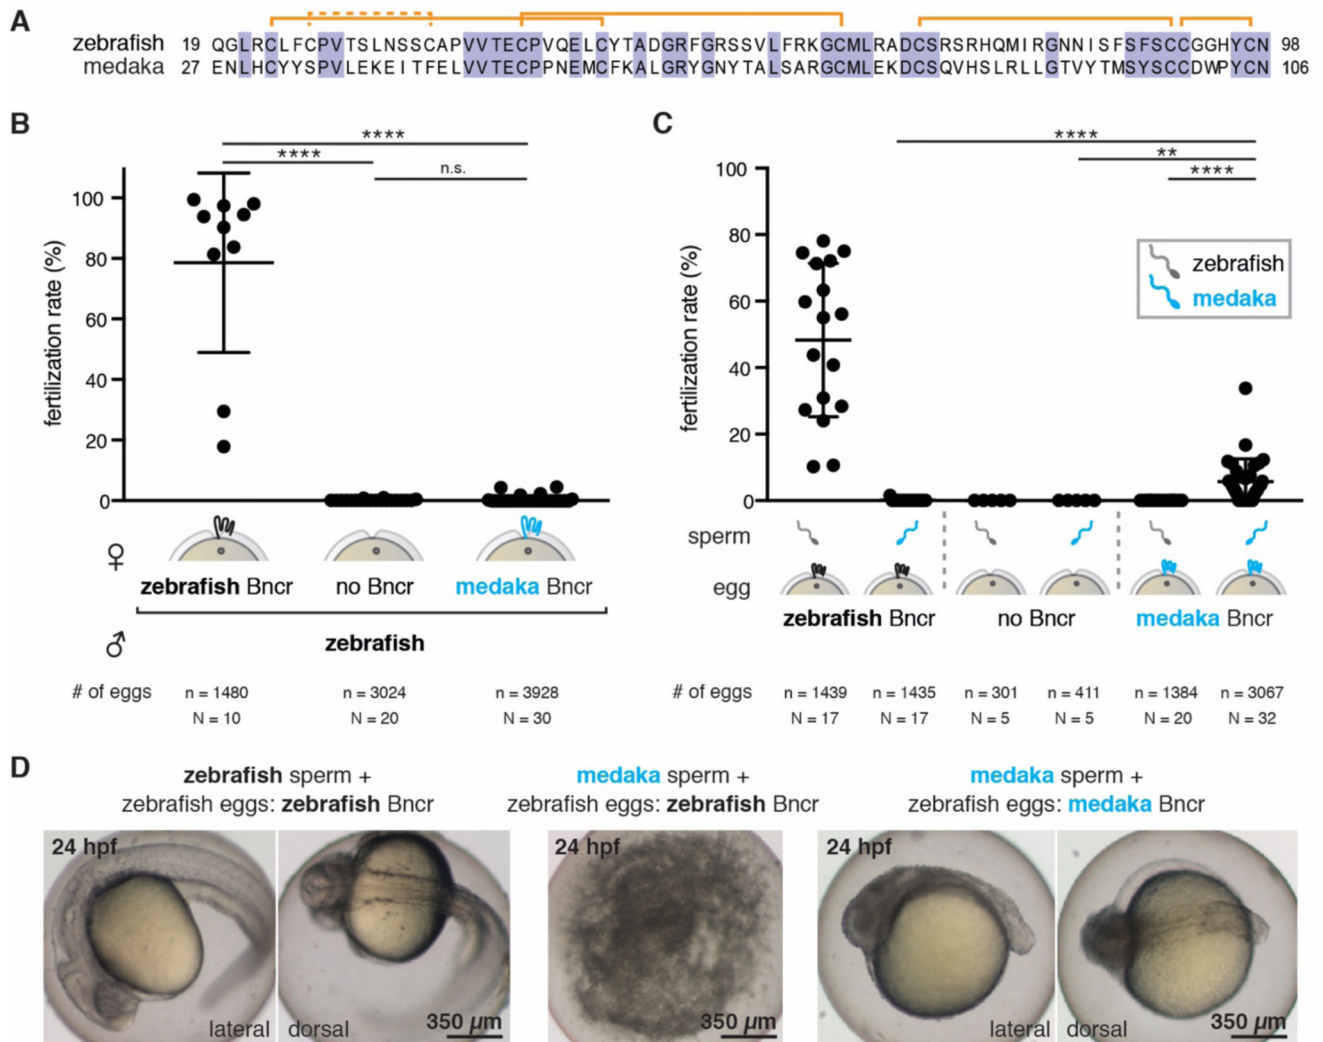 A
zebrafish 19 QGLRCLFCPVTSLNSSCAPVVTECPVQELCYTADGRFGRSSVLFRKGCMLRADCSRSRHQMIRGNNISFSFSCCGGHYCN 98
medaka 27 ENLHCYYSPVLEKEITFELVVTECPPNEMCFKALGRYGNYTALSARGCMLEKDCSQVHSLRLLGTVYTMSYSCCDWPYCN 106
B
****
****
n.s.
fertilization rate (%)
100
80
60
40
20
0
♀
zebrafish Bncr
no Bncr
medaka Bncr
♂
zebrafish
# of eggs
n = 1480
n = 3024
n = 3928
N = 10
N = 20
N = 30
C
****
**
****
fertilization rate (%)
100
80
60
40
20
0
zebrafish
medaka
sperm
egg
zebrafish Bncr
no Bncr
medaka Bncr
# of eggs
n = 1439
n = 1435
n = 301
n = 411
n = 1384
n = 3067
N = 17
N = 17
N = 5
N = 5
N = 20
N = 32
D
zebrafish sperm +
zebrafish eggs: zebrafish Bncr
medaka sperm +
zebrafish eggs: zebrafish Bncr
medaka sperm +
zebrafish eggs: medaka Bncr
24 hpf
lateral
dorsal
350 µm
24 hpf
350 µm
24 hpf
lateral
dorsal
350 µm